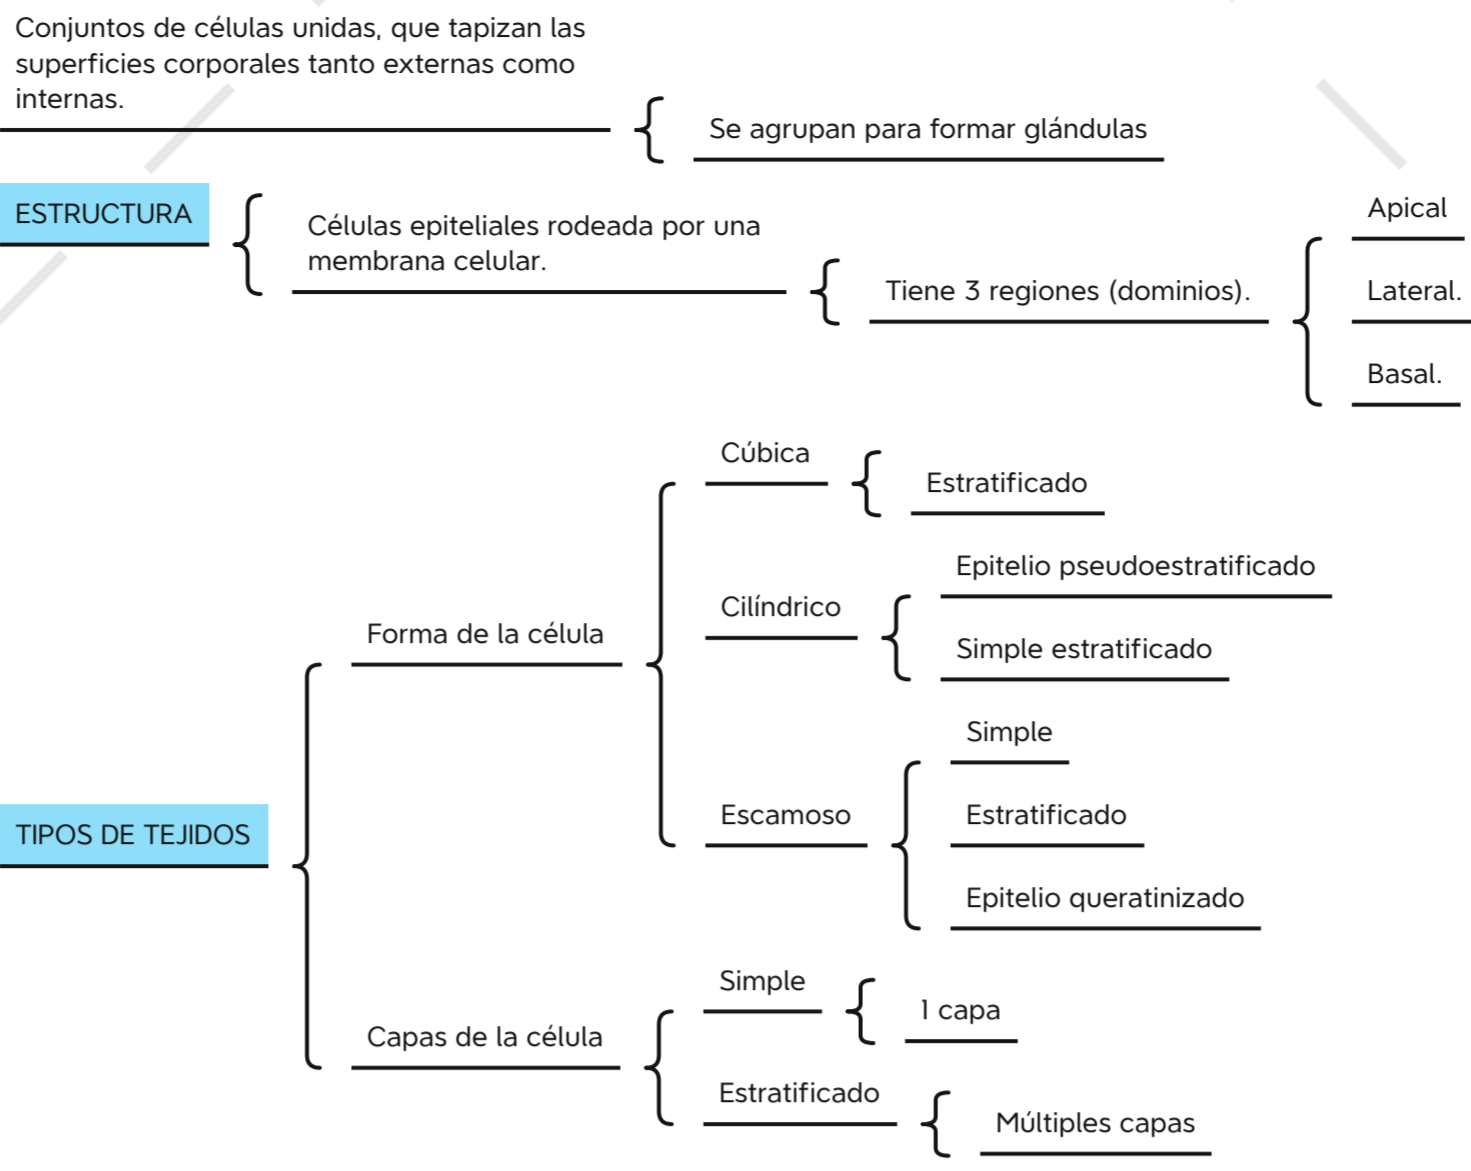 Conjuntos de células unidas, que tapizan las
superficies corporales tanto externas como
internas.
Se agrupan para formar glándulas
ESTRUCTURA
Células epiteliales rodeada por una
membrana celular.
Tiene 3 regiones (dominios).
Apical
Lateral.
Basal.
TIPOS DE TEJIDOS
Forma de la célula
Cúbica
Estratificado
Cilíndrico
Epitelio pseudoestratificado
Simple estratificado
Escamoso
Simple
Estratificado
Epitelio queratinizado
Capas de la célula
Simple
1 capa
Estratificado
Múltiples capas